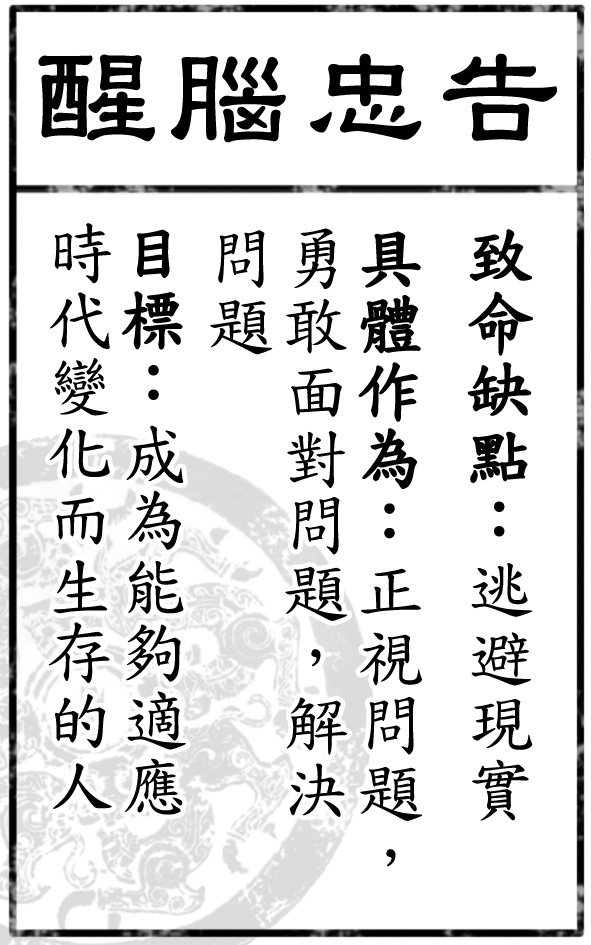 醒腦忠告
致命缺點：逃避現實
具體作為：正視問題，
勇敢面對問題，解決
問題
目標：成為能夠適應
時代變化而生存的人